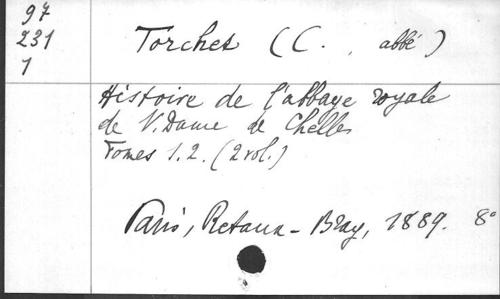 97
231
1
Torchet (C., abbé)
Histoire de l'abbaye royale
de N. Dame de Chelles
Tomes 1.2. (2 vol.)
Paris, Retaux-Bray, 1889. 8°